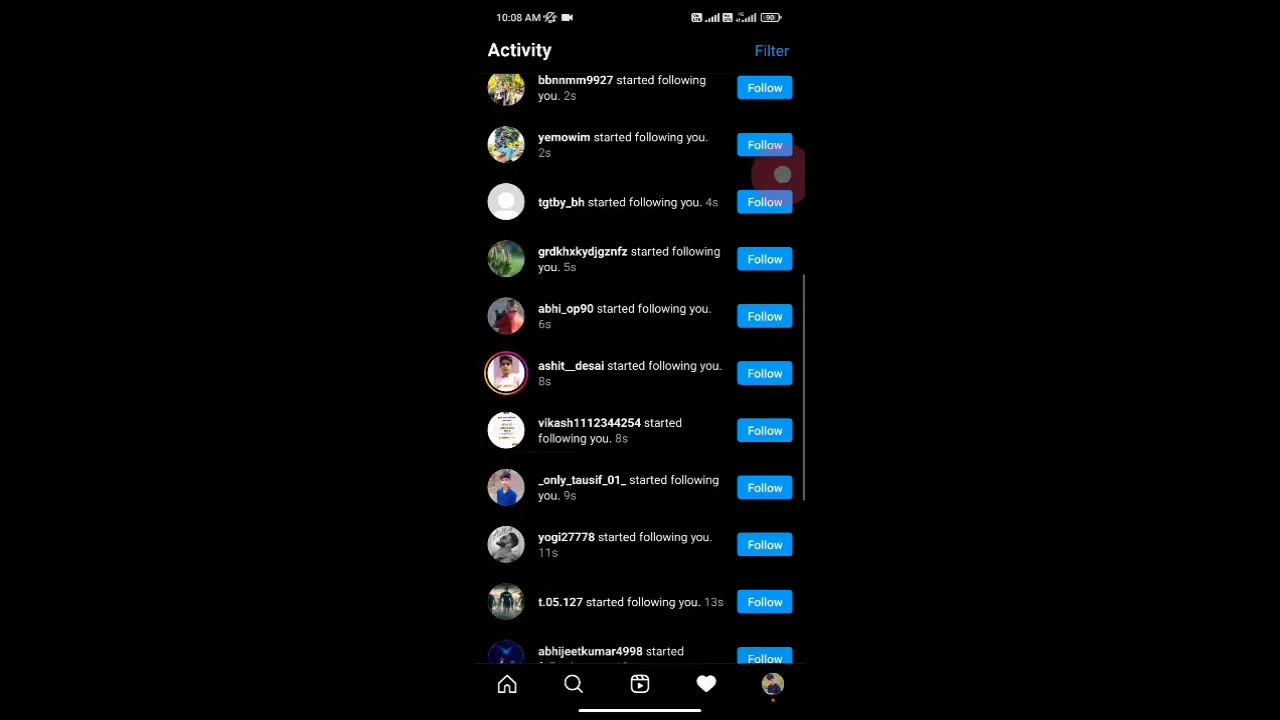 10:08 AM
90
Activity
Filter
bbnnmm9927 started following
you. 2s
Follow
yemowim started following you.
2s
Follow
tgtby_bh started following you. 4s
Follow
grdkhxkydjgznfz started following
you. 5s
Follow
abhi_op90 started following you.
6s
Follow
ashit__desai started following you.
8s
Follow
vikash1112344254 started
following you. 8s
Follow
_only_tausif_01_ started following
you. 9s
Follow
yogi27778 started following you.
11s
Follow
t.05.127 started following you. 13s
Follow
abhijeetkumar4998 started
Follow